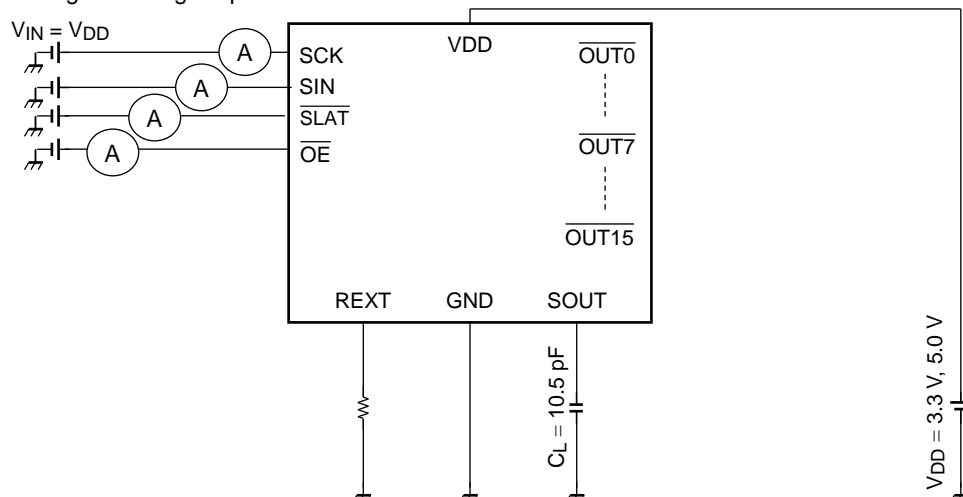 VIN = VDD
A
SCK
VDD
OUT0
A
SIN
A
SLAT
A
OE
OUT7
OUT15
REXT
GND
SOUT
CL = 10.5 pF
VDD = 3.3 V, 5.0 V